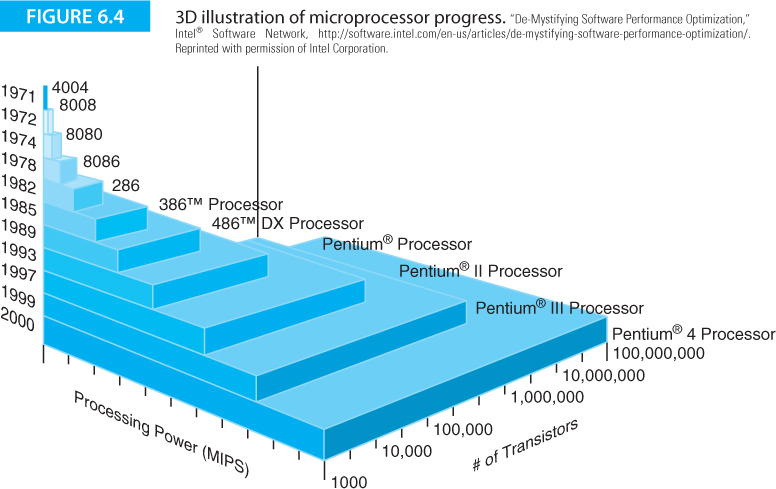 FIGURE 6.4
3D illustration of microprocessor progress. “De-Mystifying Software Performance Optimization,”
Intel® Software Network, http://software.intel.com/en-us/articles/de-mystifying-software-performance-optimization/.
Reprinted with permission of Intel Corporation.
1971
4004
1972
8008
1974
8080
1978
8086
1982
286
1985
386™ Processor
1989
486™ DX Processor
1993
Pentium® Processor
1997
Pentium® II Processor
1999
Pentium® III Processor
2000
Pentium® 4 Processor
100,000,000
10,000,000
1,000,000
100,000
10,000
1000
Processing Power (MIPS)
# of Transistors